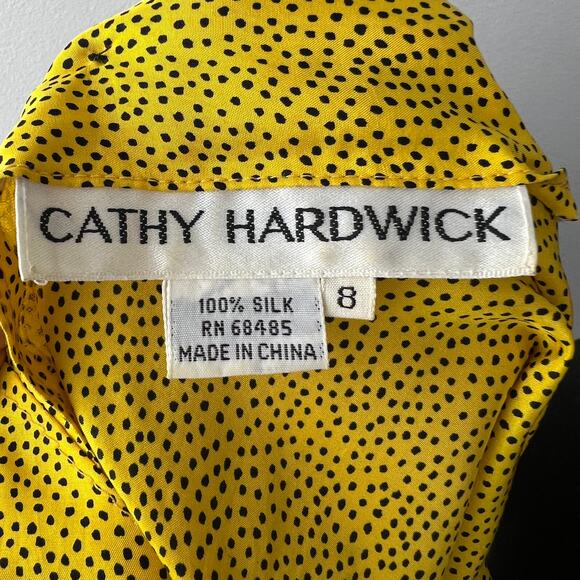 CATHY HARDWICK
8
100% SILK
RN 68485
MADE IN CHINA